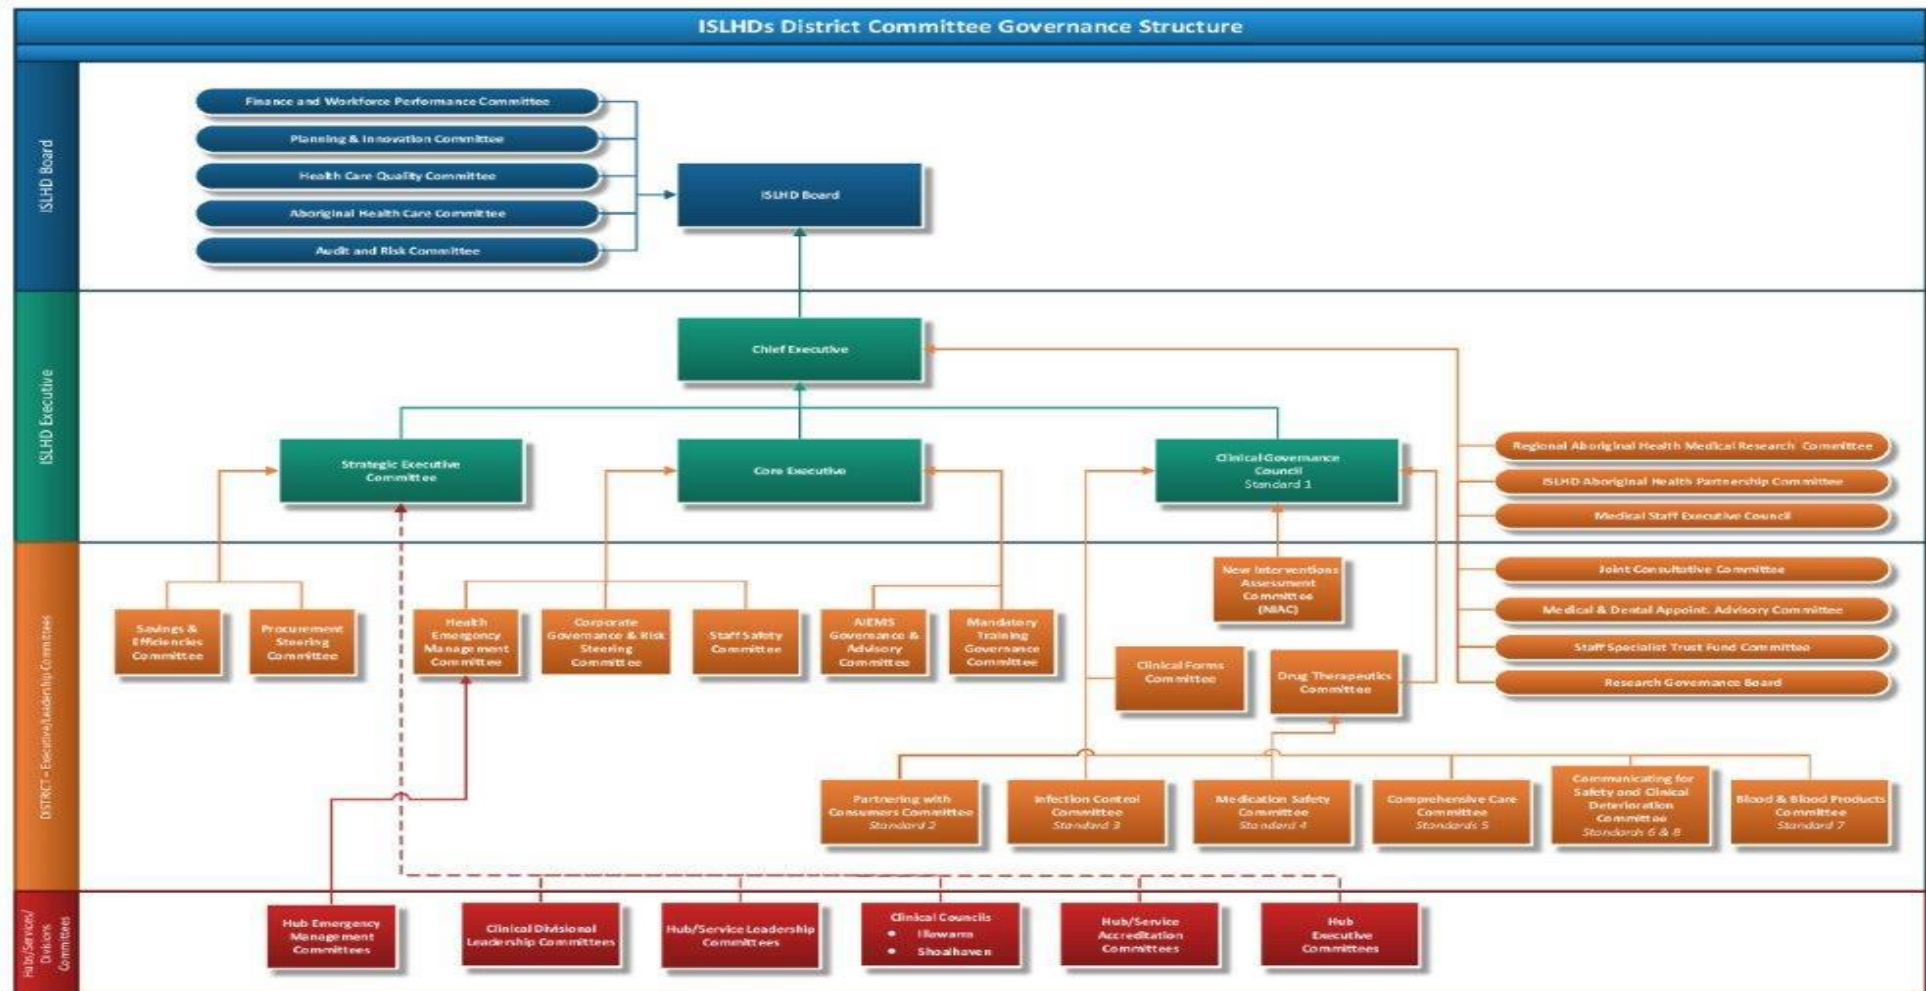 ISLHDs District Committee Governance Structure
ISLHD Board
Finance and Workforce Performance Committee
Planning & Innovation Committee
Health Care Quality Committee
Aboriginal Health Care Committee
Audit and Risk Committee
ISLHD Board
ISLHD Executive
Chief Executive
Strategic Executive
Committee
Core Executive
Clinical Governance
Council
Standard 1
Regional Aboriginal Health Medical Research Committee
ISLHD Aboriginal Health Partnership Committee
Medical Staff Executive Council
DISTRICT – Executive/Leadership Committees
Savings &
Efficiencies
Committee
Procurement
Steering
Committee
Health
Emergency
Management
Committee
Corporate
Governance & Risk
Steering
Committee
Staff Safety
Committee
AIEMS
Governance &
Advisory
Committee
Mandatory
Training
Governance
Committee
New Interventions
Assessment
Committee
(NIAC)
Clinical Forms
Committee
Drug Therapeutics
Committee
Joint Consultative Committee
Medical & Dental Appoint. Advisory Committee
Staff Specialist Trust Fund Committee
Research Governance Board
Partnering with
Consumers Committee
Standard 2
Infection Control
Committee
Standard 3
Medication Safety
Committee
Standard 4
Comprehensive Care
Committee
Standards 5
Communicating for
Safety and Clinical
Deterioration
Committee
Standards 6 & 8
Blood & Blood Products
Committee
Standard 7
Hubs/Services/
Divisions
Committees
Hub Emergency
Management
Committees
Clinical Divisional
Leadership Committees
Hub/Service Leadership
Committees
Clinical Councils
• Illawarra
• Shoalhaven
Hub/Service
Accreditation
Committees
Hub
Executive
Committees